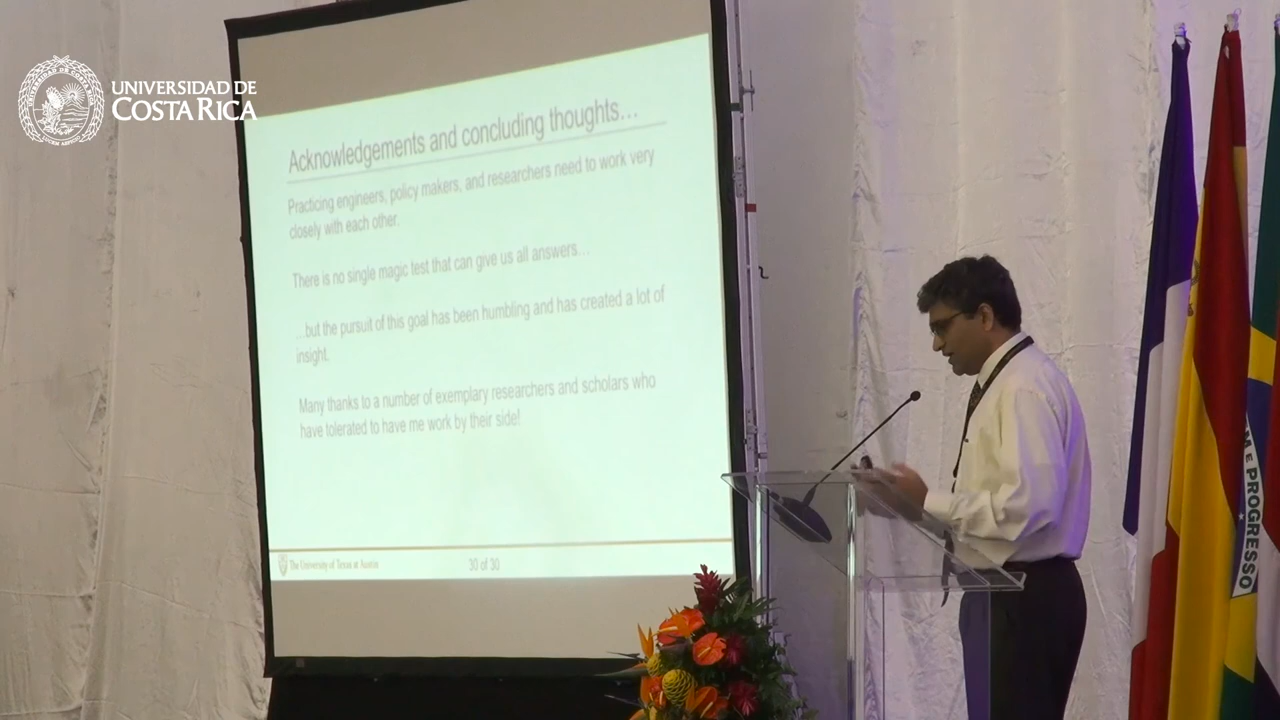 UNIVERSIDAD DE
COSTA RICA
Acknowledgements and concluding thoughts...
Practicing engineers, policy makers, and researchers need to work very
closely with each other.
There is no single magic test that can give us all answers...
...but the pursuit of this goal has been humbling and has created a lot of
insight.
Many thanks to a number of exemplary researchers and scholars who
have tolerated to have me work by their side!
The University of Texas at Austin
30 of 30
M E PROGRESSO